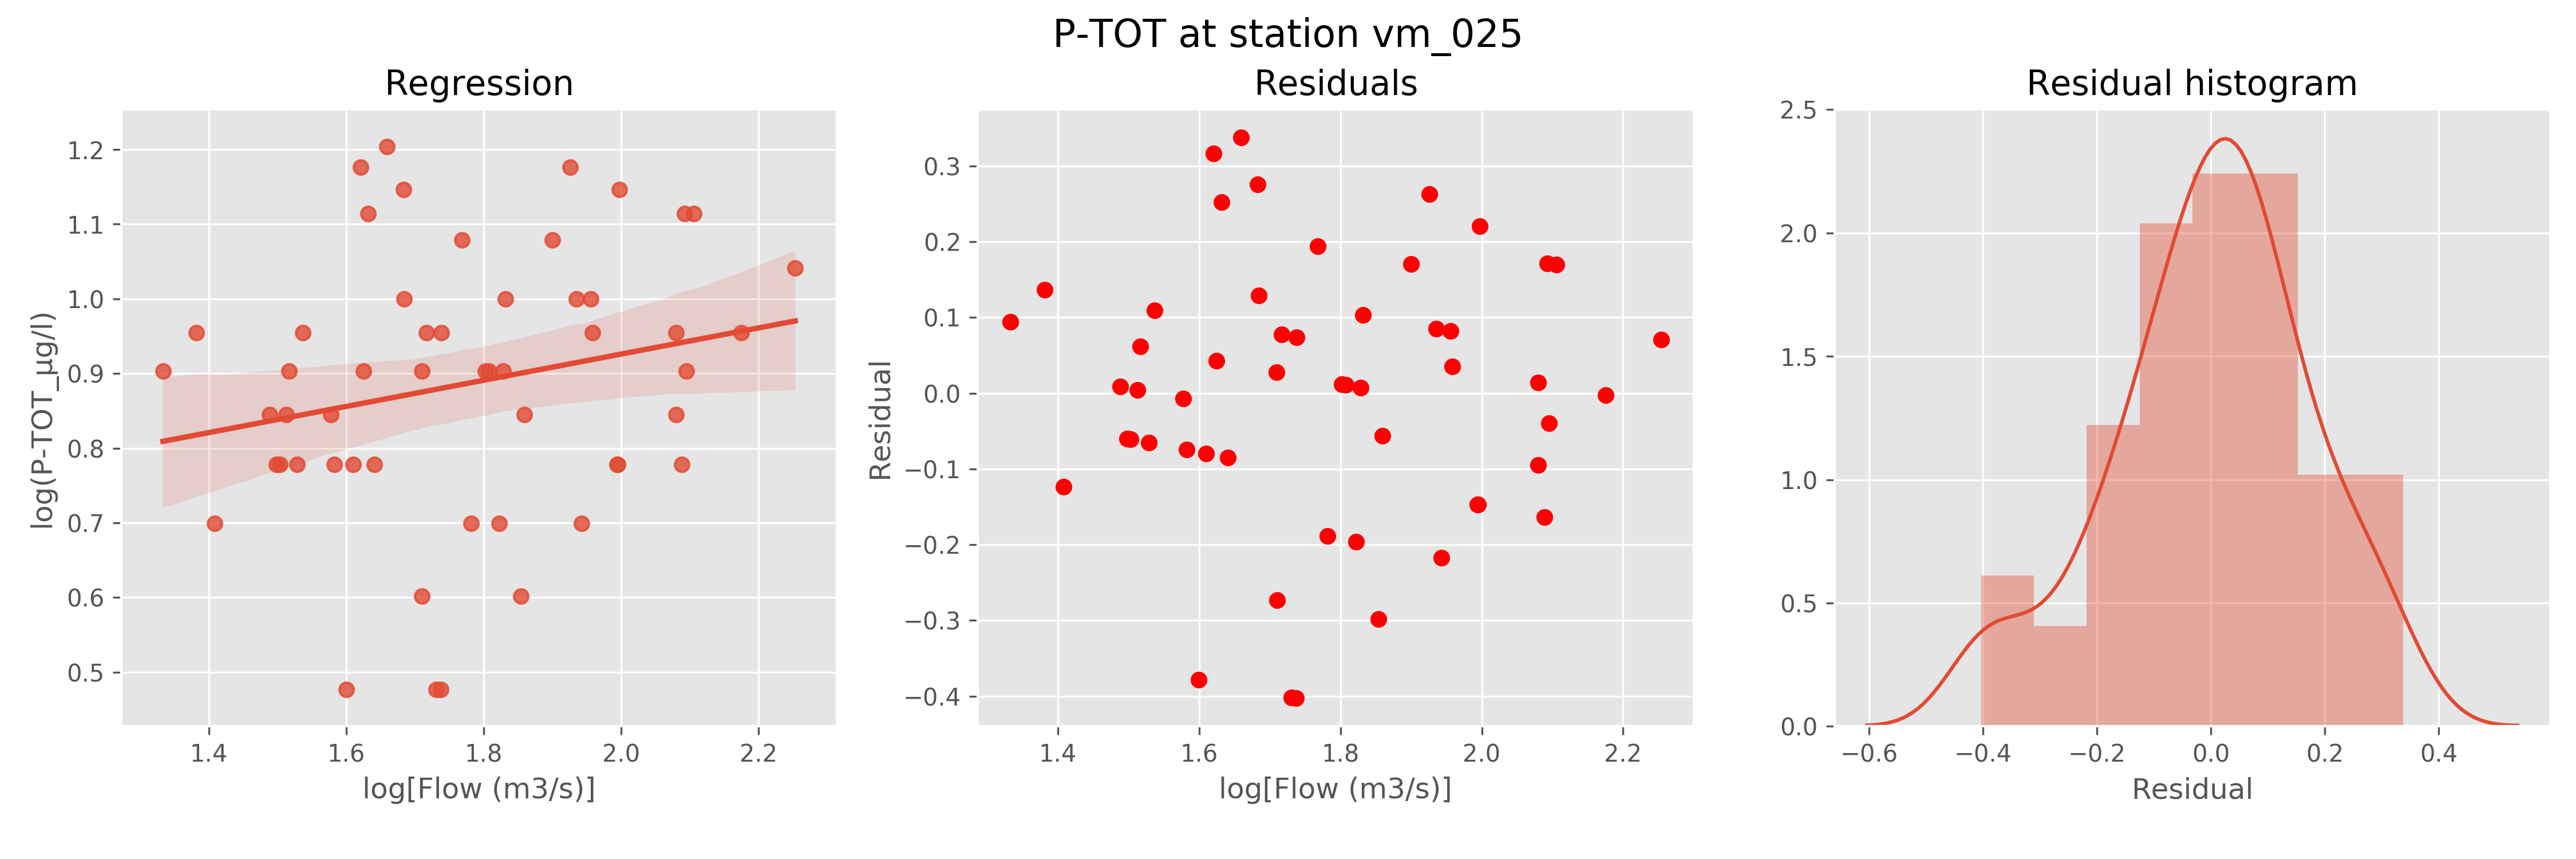 P-TOT at station vm_025
Regression
1.2
1.1
1.0
0.9
0.8
0.7
0.6
0.5
log(P-TOT_µg/l)
1.4 1.6 1.8 2.0 2.2
log[Flow (m3/s)]
Residuals
0.3
0.2
0.1
0.0
−0.1
−0.2
−0.3
−0.4
Residual
1.4 1.6 1.8 2.0 2.2
log[Flow (m3/s)]
Residual histogram
2.5
2.0
1.5
1.0
0.5
0.0
−0.6 −0.4 −0.2 0.0 0.2 0.4
Residual